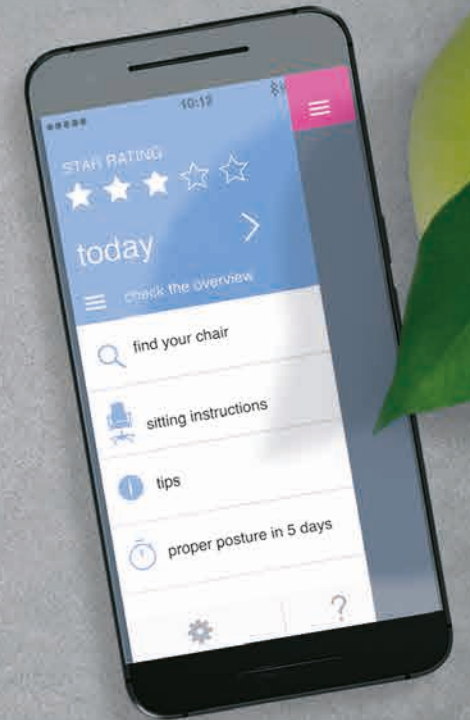 10:12
STAR RATING
today
check the overview
find your chair
sitting instructions
tips
proper posture in 5 days
?